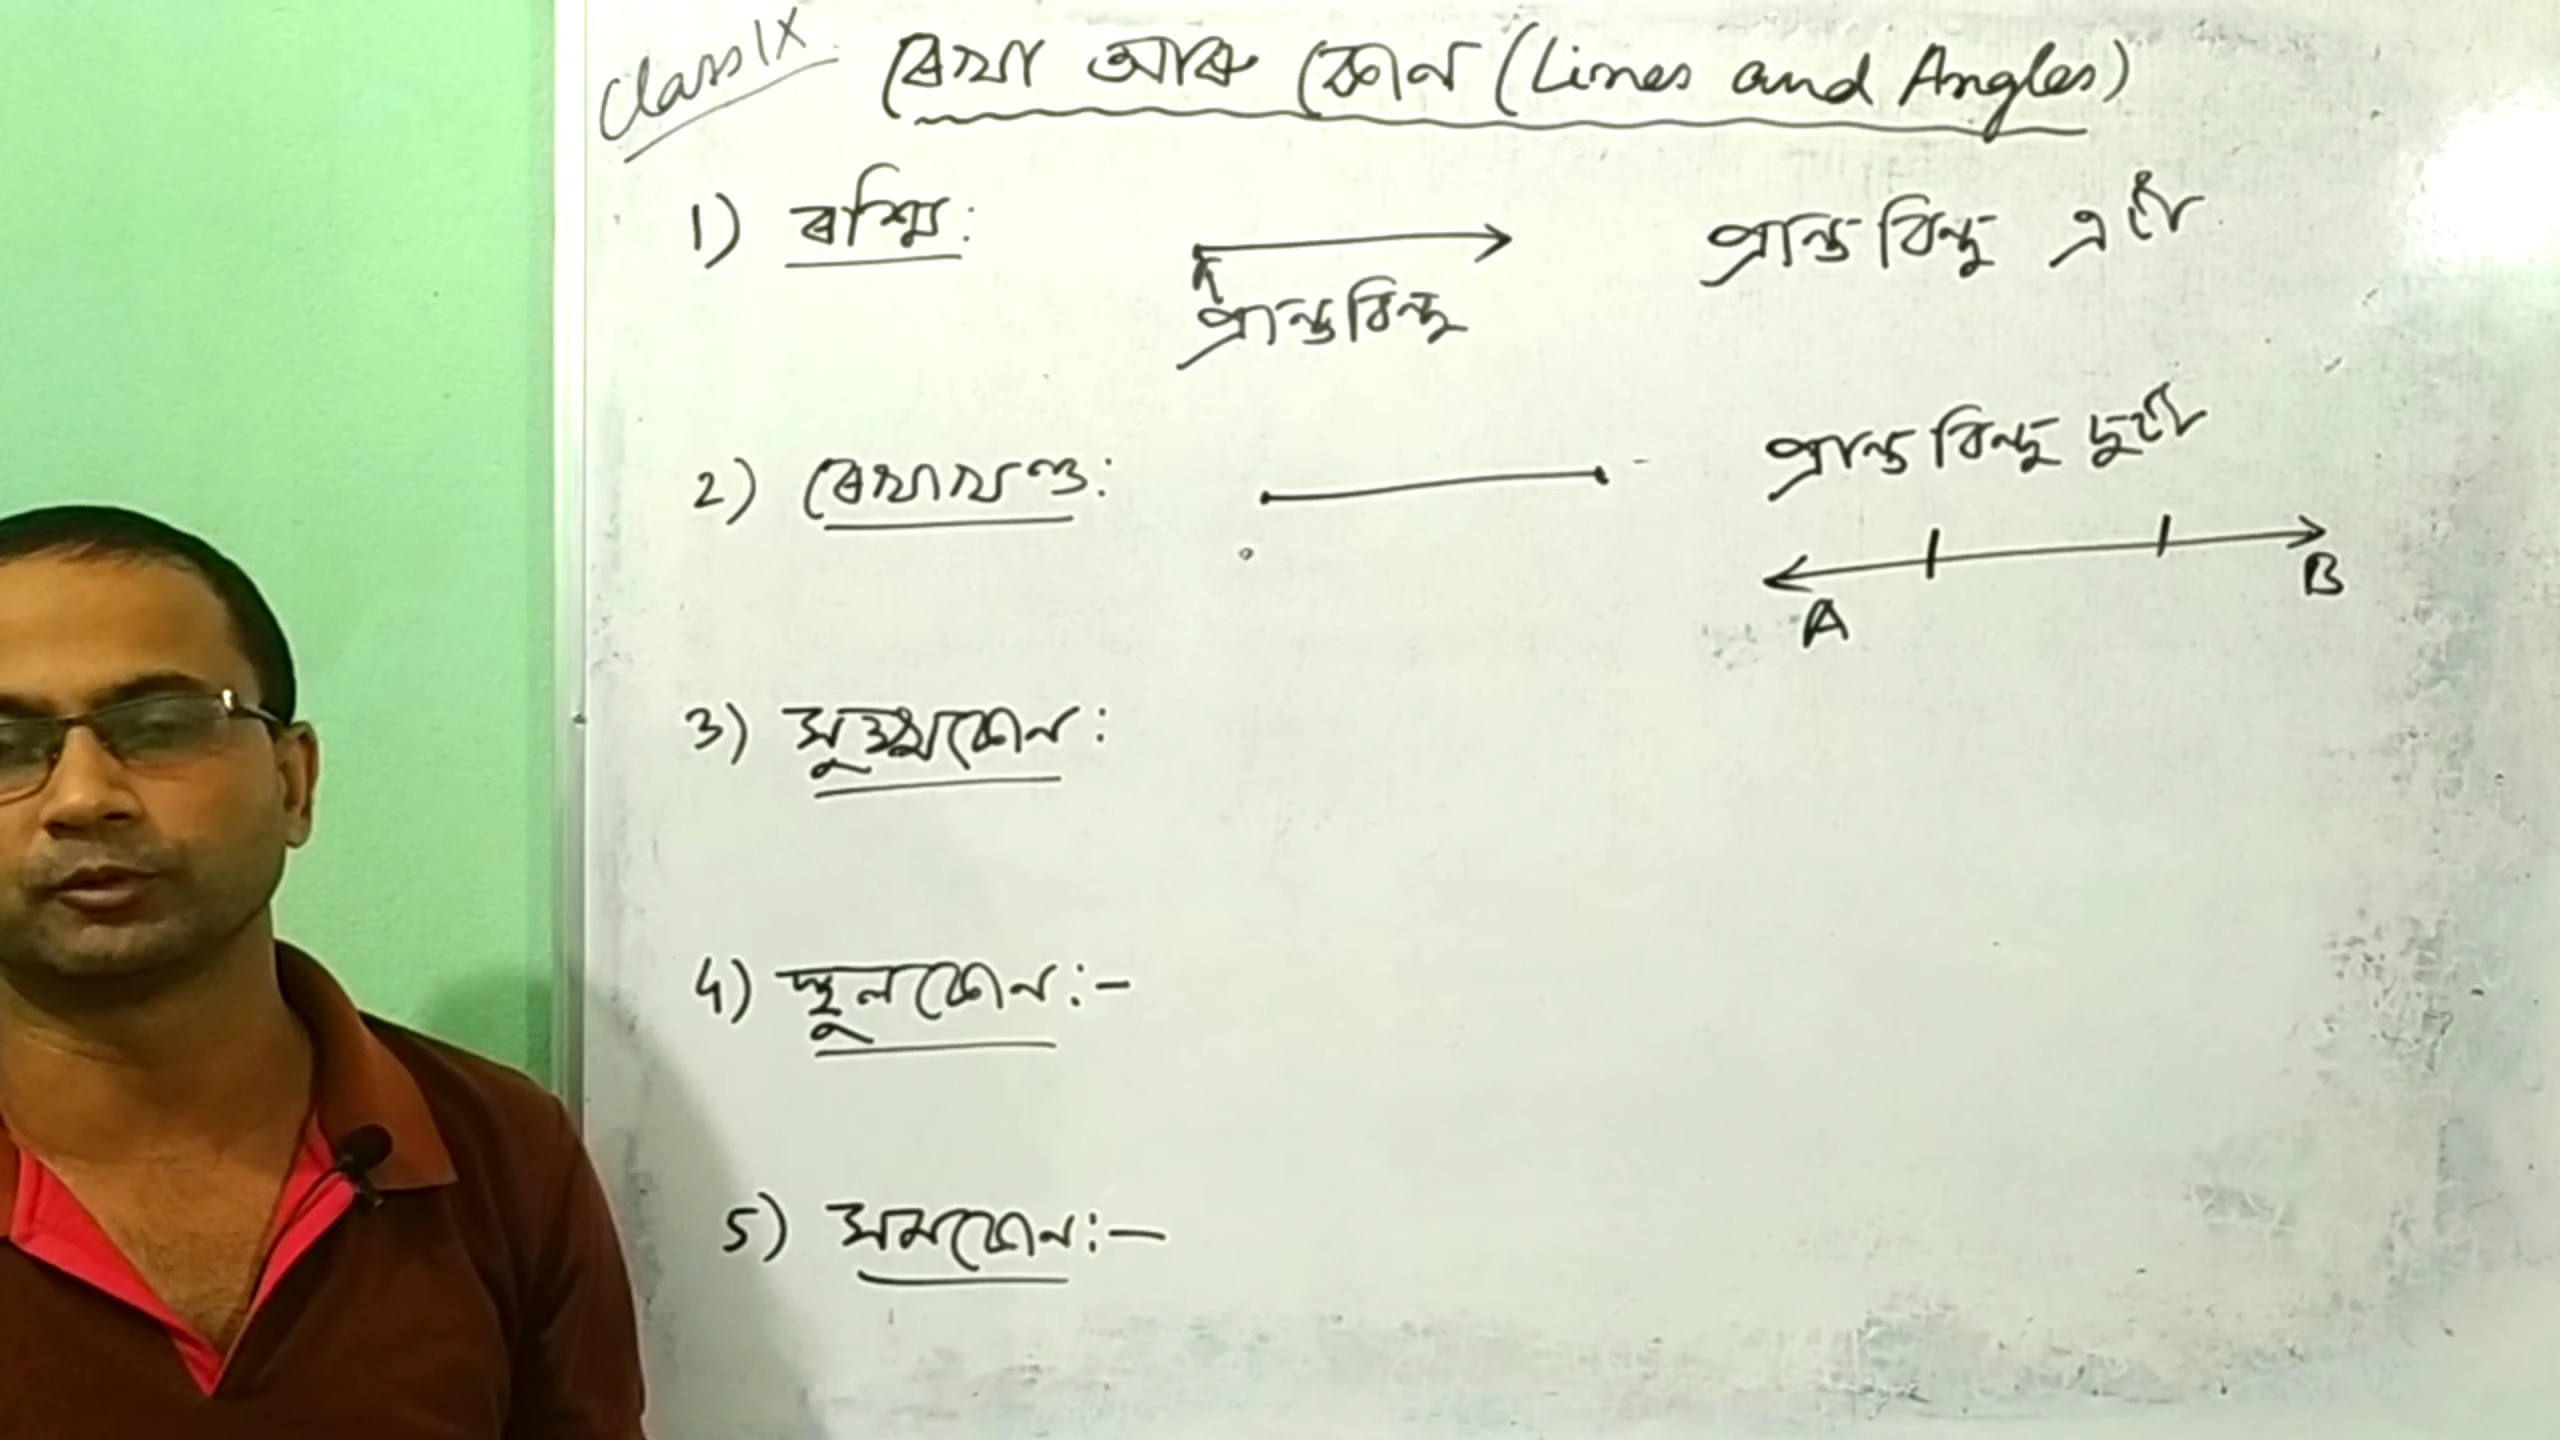 Class IX
ৰেখা আৰু কোণ (Lines and Angles)
1) ৰশ্মি:
প্ৰান্তবিন্দু এটা
প্ৰান্তবিন্দু
2) ৰেখাখণ্ড:
প্ৰান্তবিন্দু দুটা
A B
3) সুক্ষ্মকোণ:
4) স্থুলকোণ:-
5) সমকোণ:-